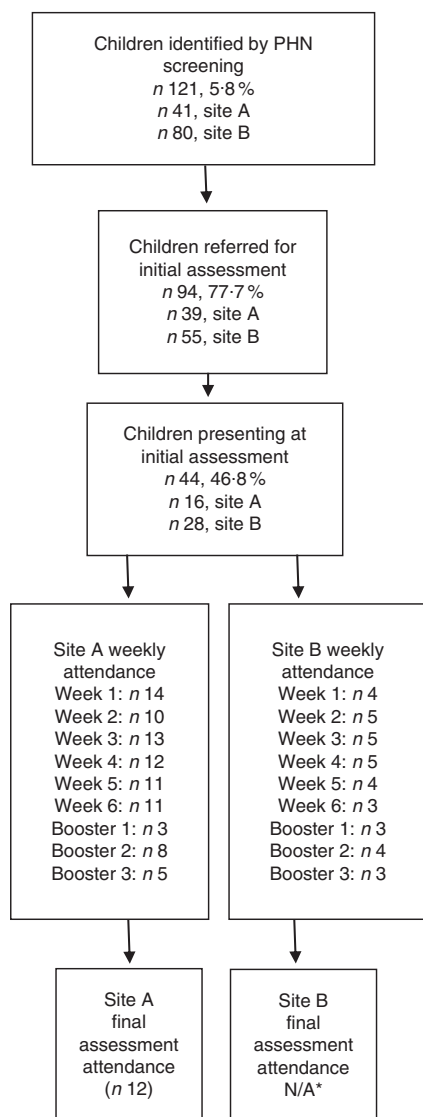 Children identified by PHN
screening
n 121, 5·8 %
n 41, site A
n 80, site B
Children referred for
initial assessment
n 94, 77·7 %
n 39, site A
n 55, site B
Children presenting at
initial assessment
n 44, 46·8 %
n 16, site A
n 28, site B
Site A weekly
attendance
Week 1: n 14
Week 2: n 10
Week 3: n 13
Week 4: n 12
Week 5: n 11
Week 6: n 11
Booster 1: n 3
Booster 2: n 8
Booster 3: n 5
Site B weekly
attendance
Week 1: n 4
Week 2: n 5
Week 3: n 5
Week 4: n 5
Week 5: n 4
Week 6: n 3
Booster 1: n 3
Booster 2: n 4
Booster 3: n 3
Site A
final
assessment
attendance
(n 12)
Site B
final
assessment
attendance
N/A*